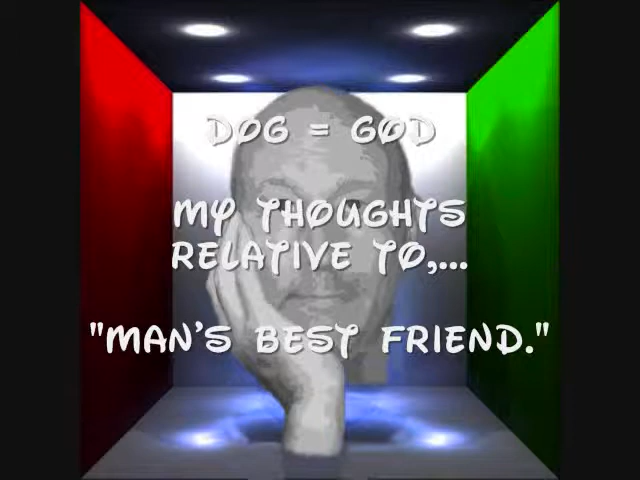 DOG = GOD
MY THOUGHTS
RELATIVE TO,...
"MAN'S BEST FRIEND."